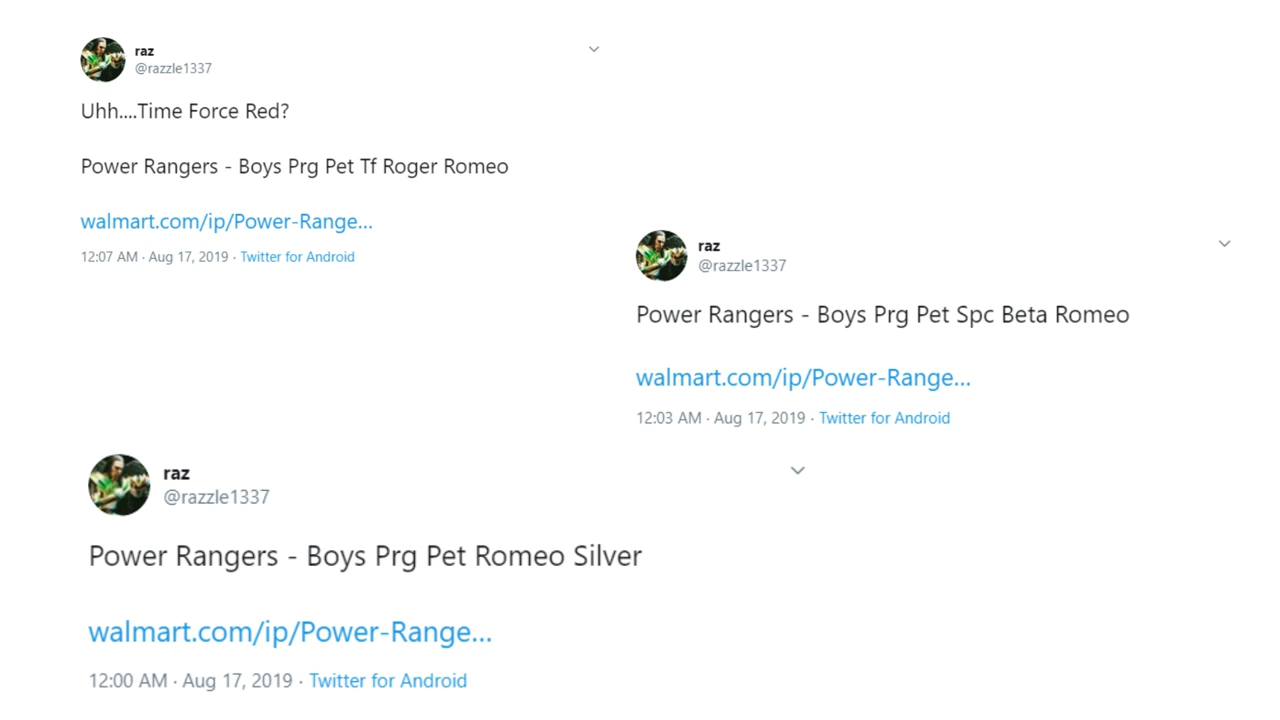 raz
@razzle1337
Uhh....Time Force Red?
Power Rangers - Boys Prg Pet Tf Roger Romeo
walmart.com/ip/Power-Range...
12:07 AM · Aug 17, 2019 · Twitter for Android
raz
@razzle1337
Power Rangers - Boys Prg Pet Spc Beta Romeo
walmart.com/ip/Power-Range...
12:03 AM · Aug 17, 2019 · Twitter for Android
raz
@razzle1337
Power Rangers - Boys Prg Pet Romeo Silver
walmart.com/ip/Power-Range...
12:00 AM · Aug 17, 2019 · Twitter for Android